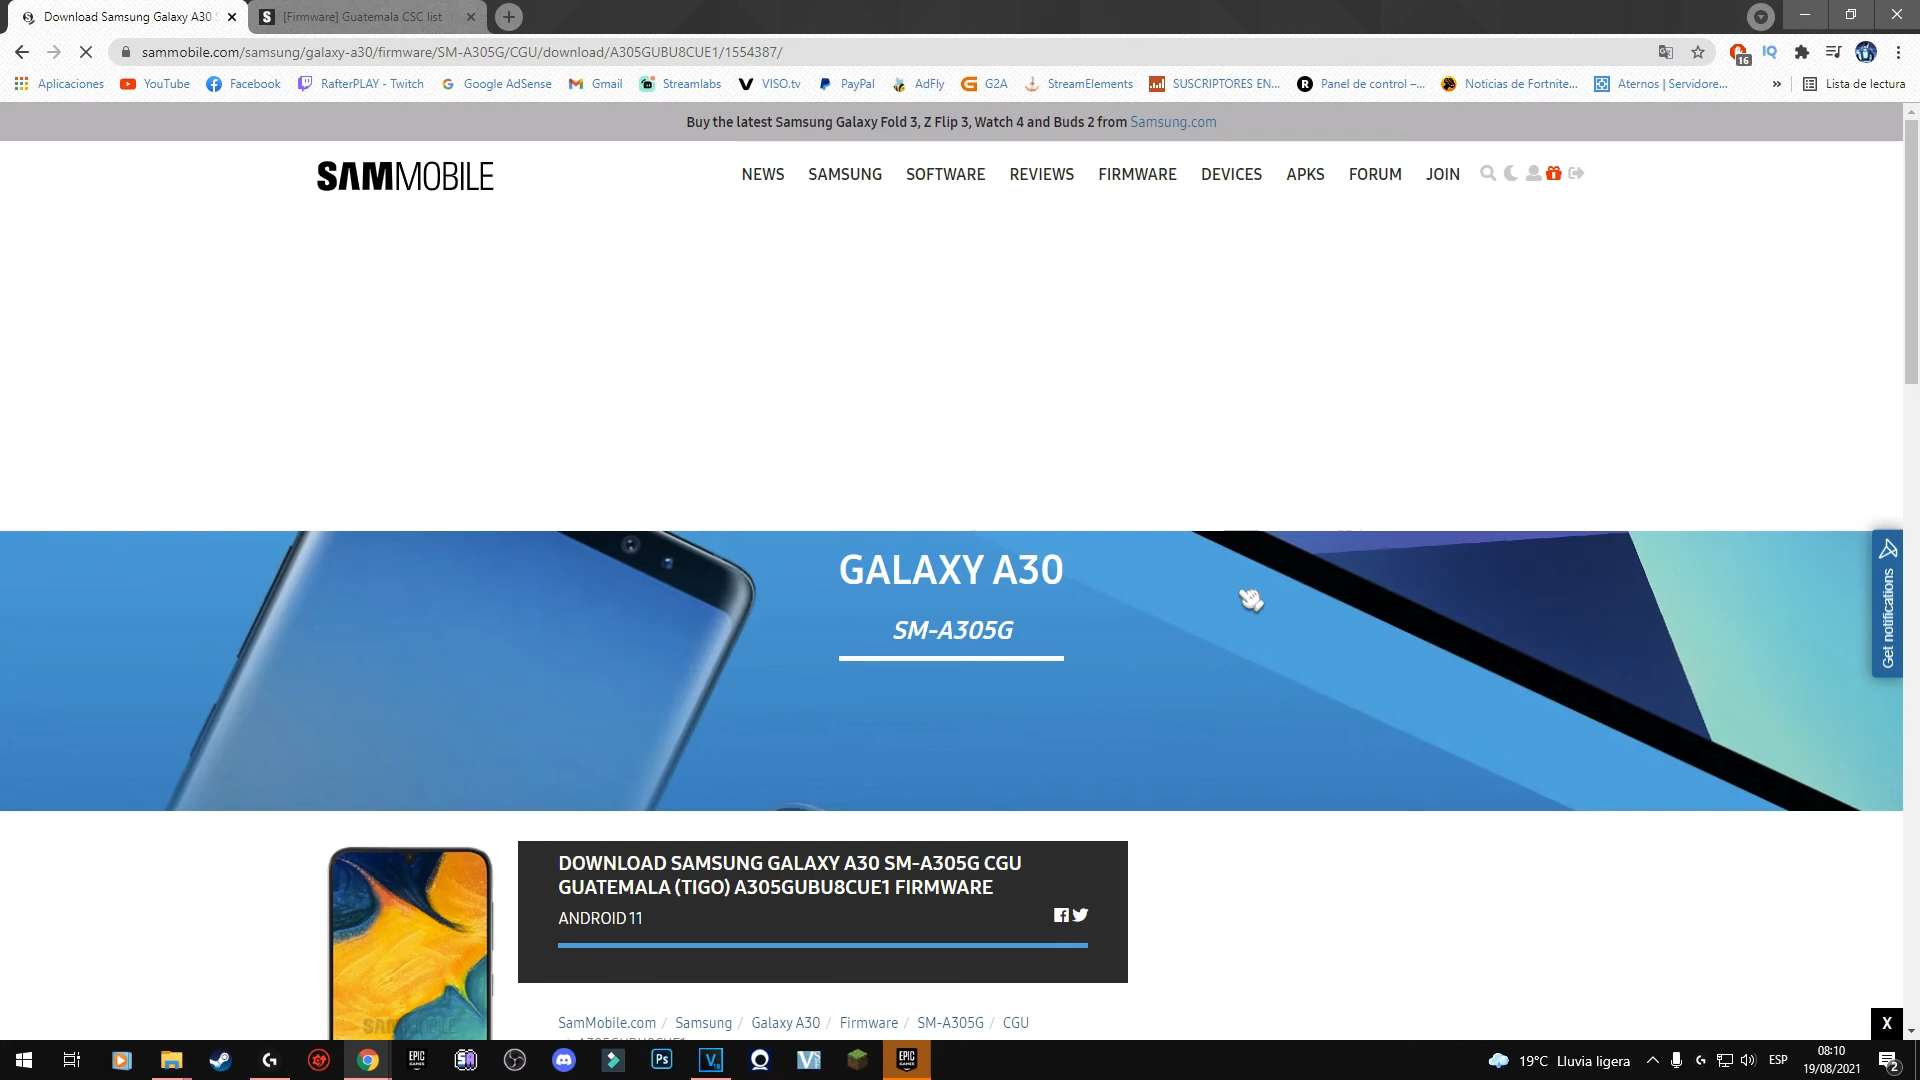 Download Samsung Galaxy A30 S
[Firmware] Guatemala CSC list
sammobile.com/samsung/galaxy-a30/firmware/SM-A305G/CGU/download/A305GUBU8CUE1/1554387/
16
Aplicaciones
YouTube
Facebook
RafterPLAY - Twitch
Google AdSense
Gmail
Streamlabs
VISO.tv
PayPal
AdFly
G2A
StreamElements
SUSCRIPTORES EN...
Panel de control –...
Noticias de Fortnite...
Aternos | Servidore...
»
Lista de lectura
Buy the latest Samsung Galaxy Fold 3, Z Flip 3, Watch 4 and Buds 2 from Samsung.com
SAMMOBILE
NEWS SAMSUNG SOFTWARE REVIEWS FIRMWARE DEVICES APKS FORUM JOIN
GALAXY A30
SM-A305G
Get notifications
DOWNLOAD SAMSUNG GALAXY A30 SM-A305G CGU
GUATEMALA (TIGO) A305GUBU8CUE1 FIRMWARE
ANDROID 11
SAMMOBILE
SamMobile.com / Samsung / Galaxy A30 / Firmware / SM-A305G / CGU
/ A305GUBU8CUE1
X
19°C Lluvia ligera
ESP
08:10
19/08/2021
2